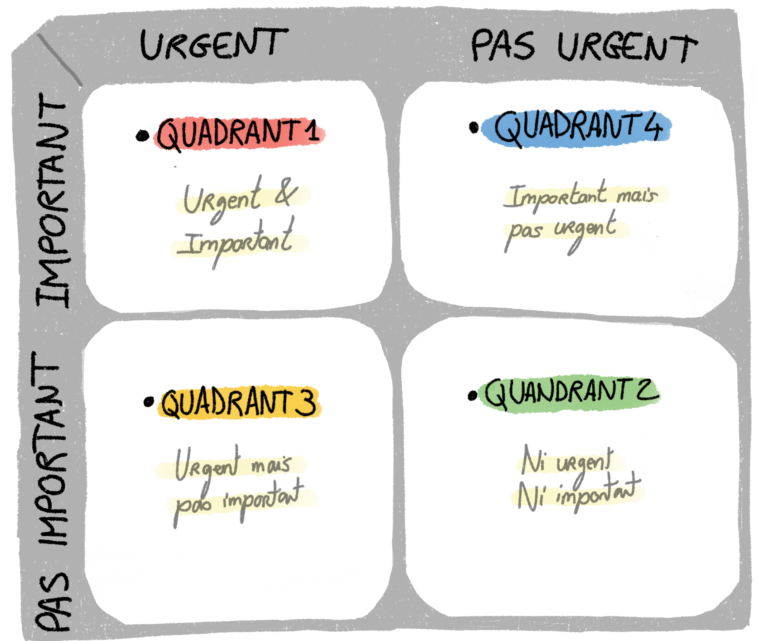 URGENT
PAS URGENT
IMPORTANT
• QUADRANT 1
Urgent &
Important
• QUADRANT 4
Important mais
pas urgent
PAS IMPORTANT
• QUADRANT 3
Urgent mais
pas important
• QUANDRANT 2
Ni urgent
Ni important